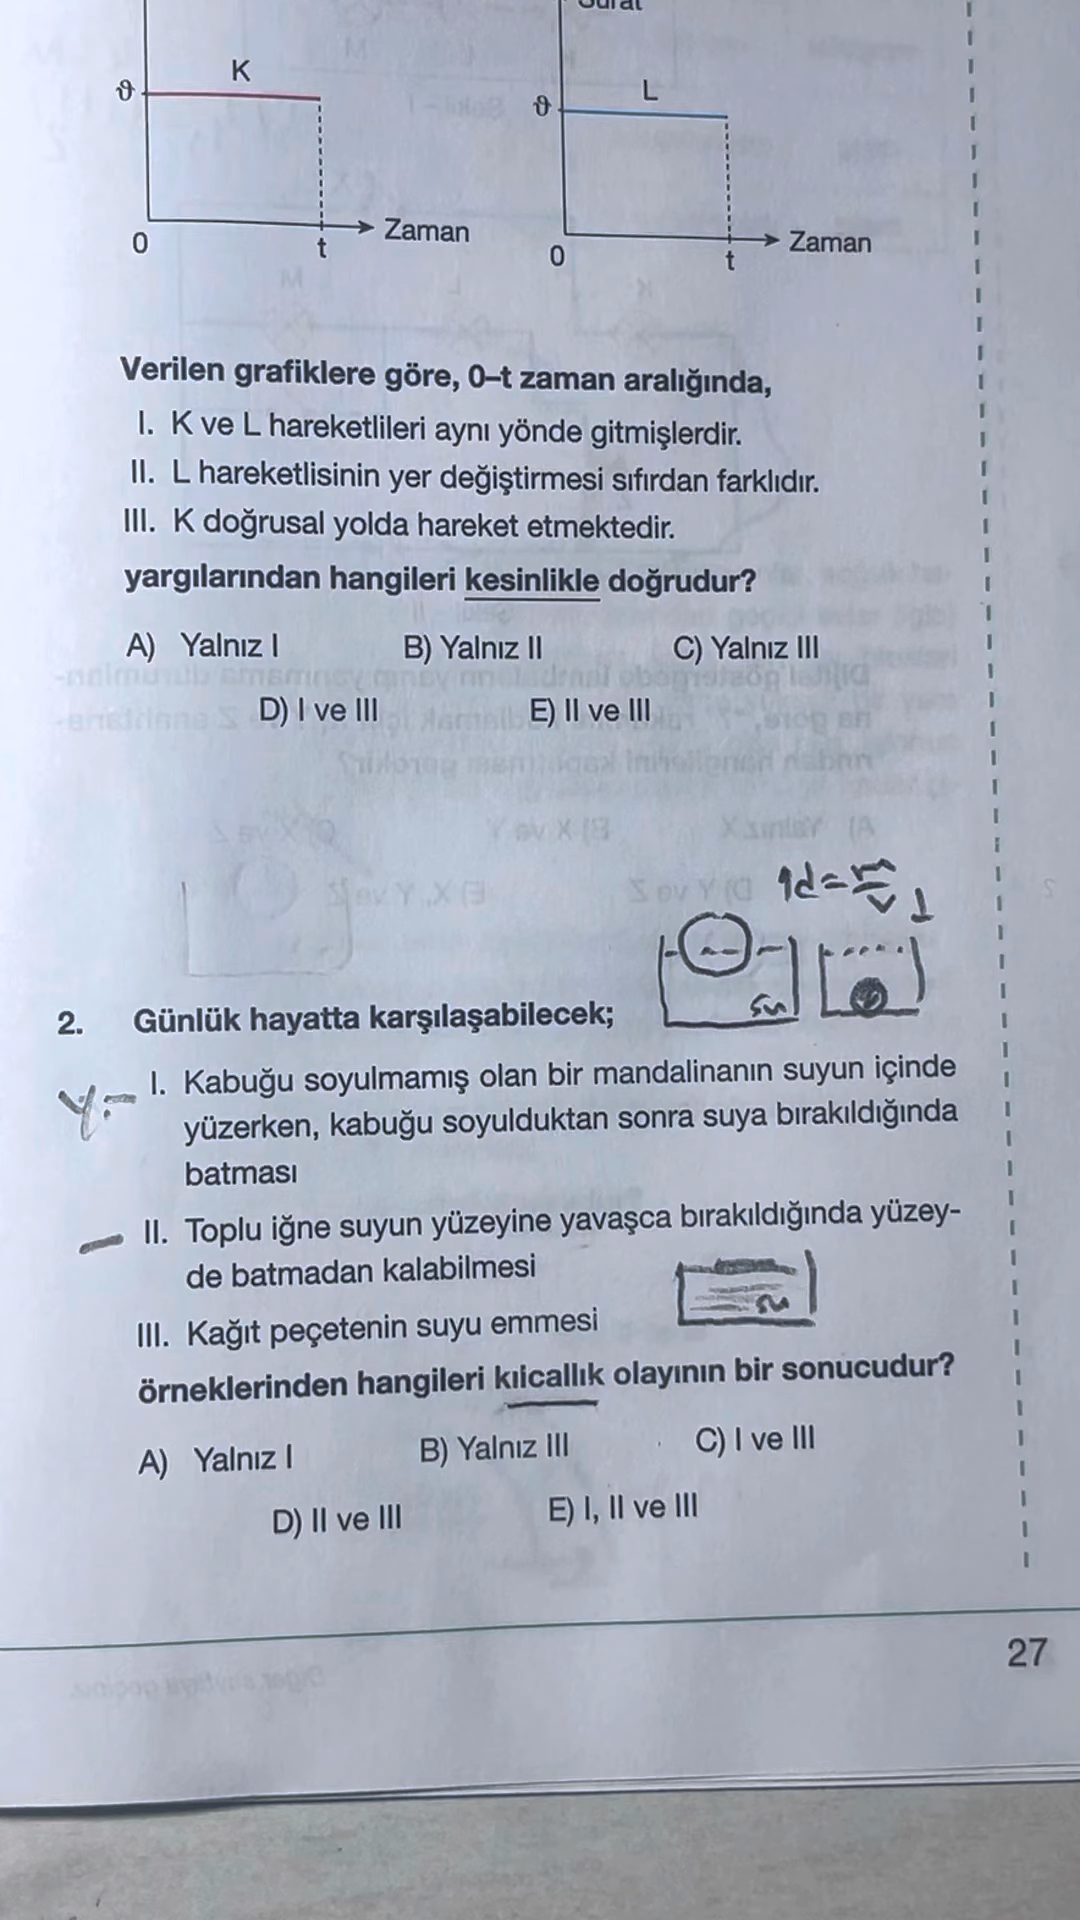 Sürat
K
L
ϑ
ϑ
0
t
Zaman
0
t
Zaman
Verilen grafiklere göre, 0–t zaman aralığında,
I. K ve L hareketlileri aynı yönde gitmişlerdir.
II. L hareketlisinin yer değiştirmesi sıfırdan farklıdır.
III. K doğrusal yolda hareket etmektedir.
yargılarından hangileri kesinlikle doğrudur?
A) Yalnız I
B) Yalnız II
C) Yalnız III
D) I ve III
E) II ve III
d=m/v
su
2. Günlük hayatta karşılaşabilecek;
I. Kabuğu soyulmamış olan bir mandalinanın suyun içinde
yüzerken, kabuğu soyulduktan sonra suya bırakıldığında
batması
II. Toplu iğne suyun yüzeyine yavaşca bırakıldığında yüzey-
de batmadan kalabilmesi
su
III. Kağıt peçetenin suyu emmesi
örneklerinden hangileri kılcallık olayının bir sonucudur?
A) Yalnız I
B) Yalnız III
C) I ve III
D) II ve III
E) I, II ve III
27